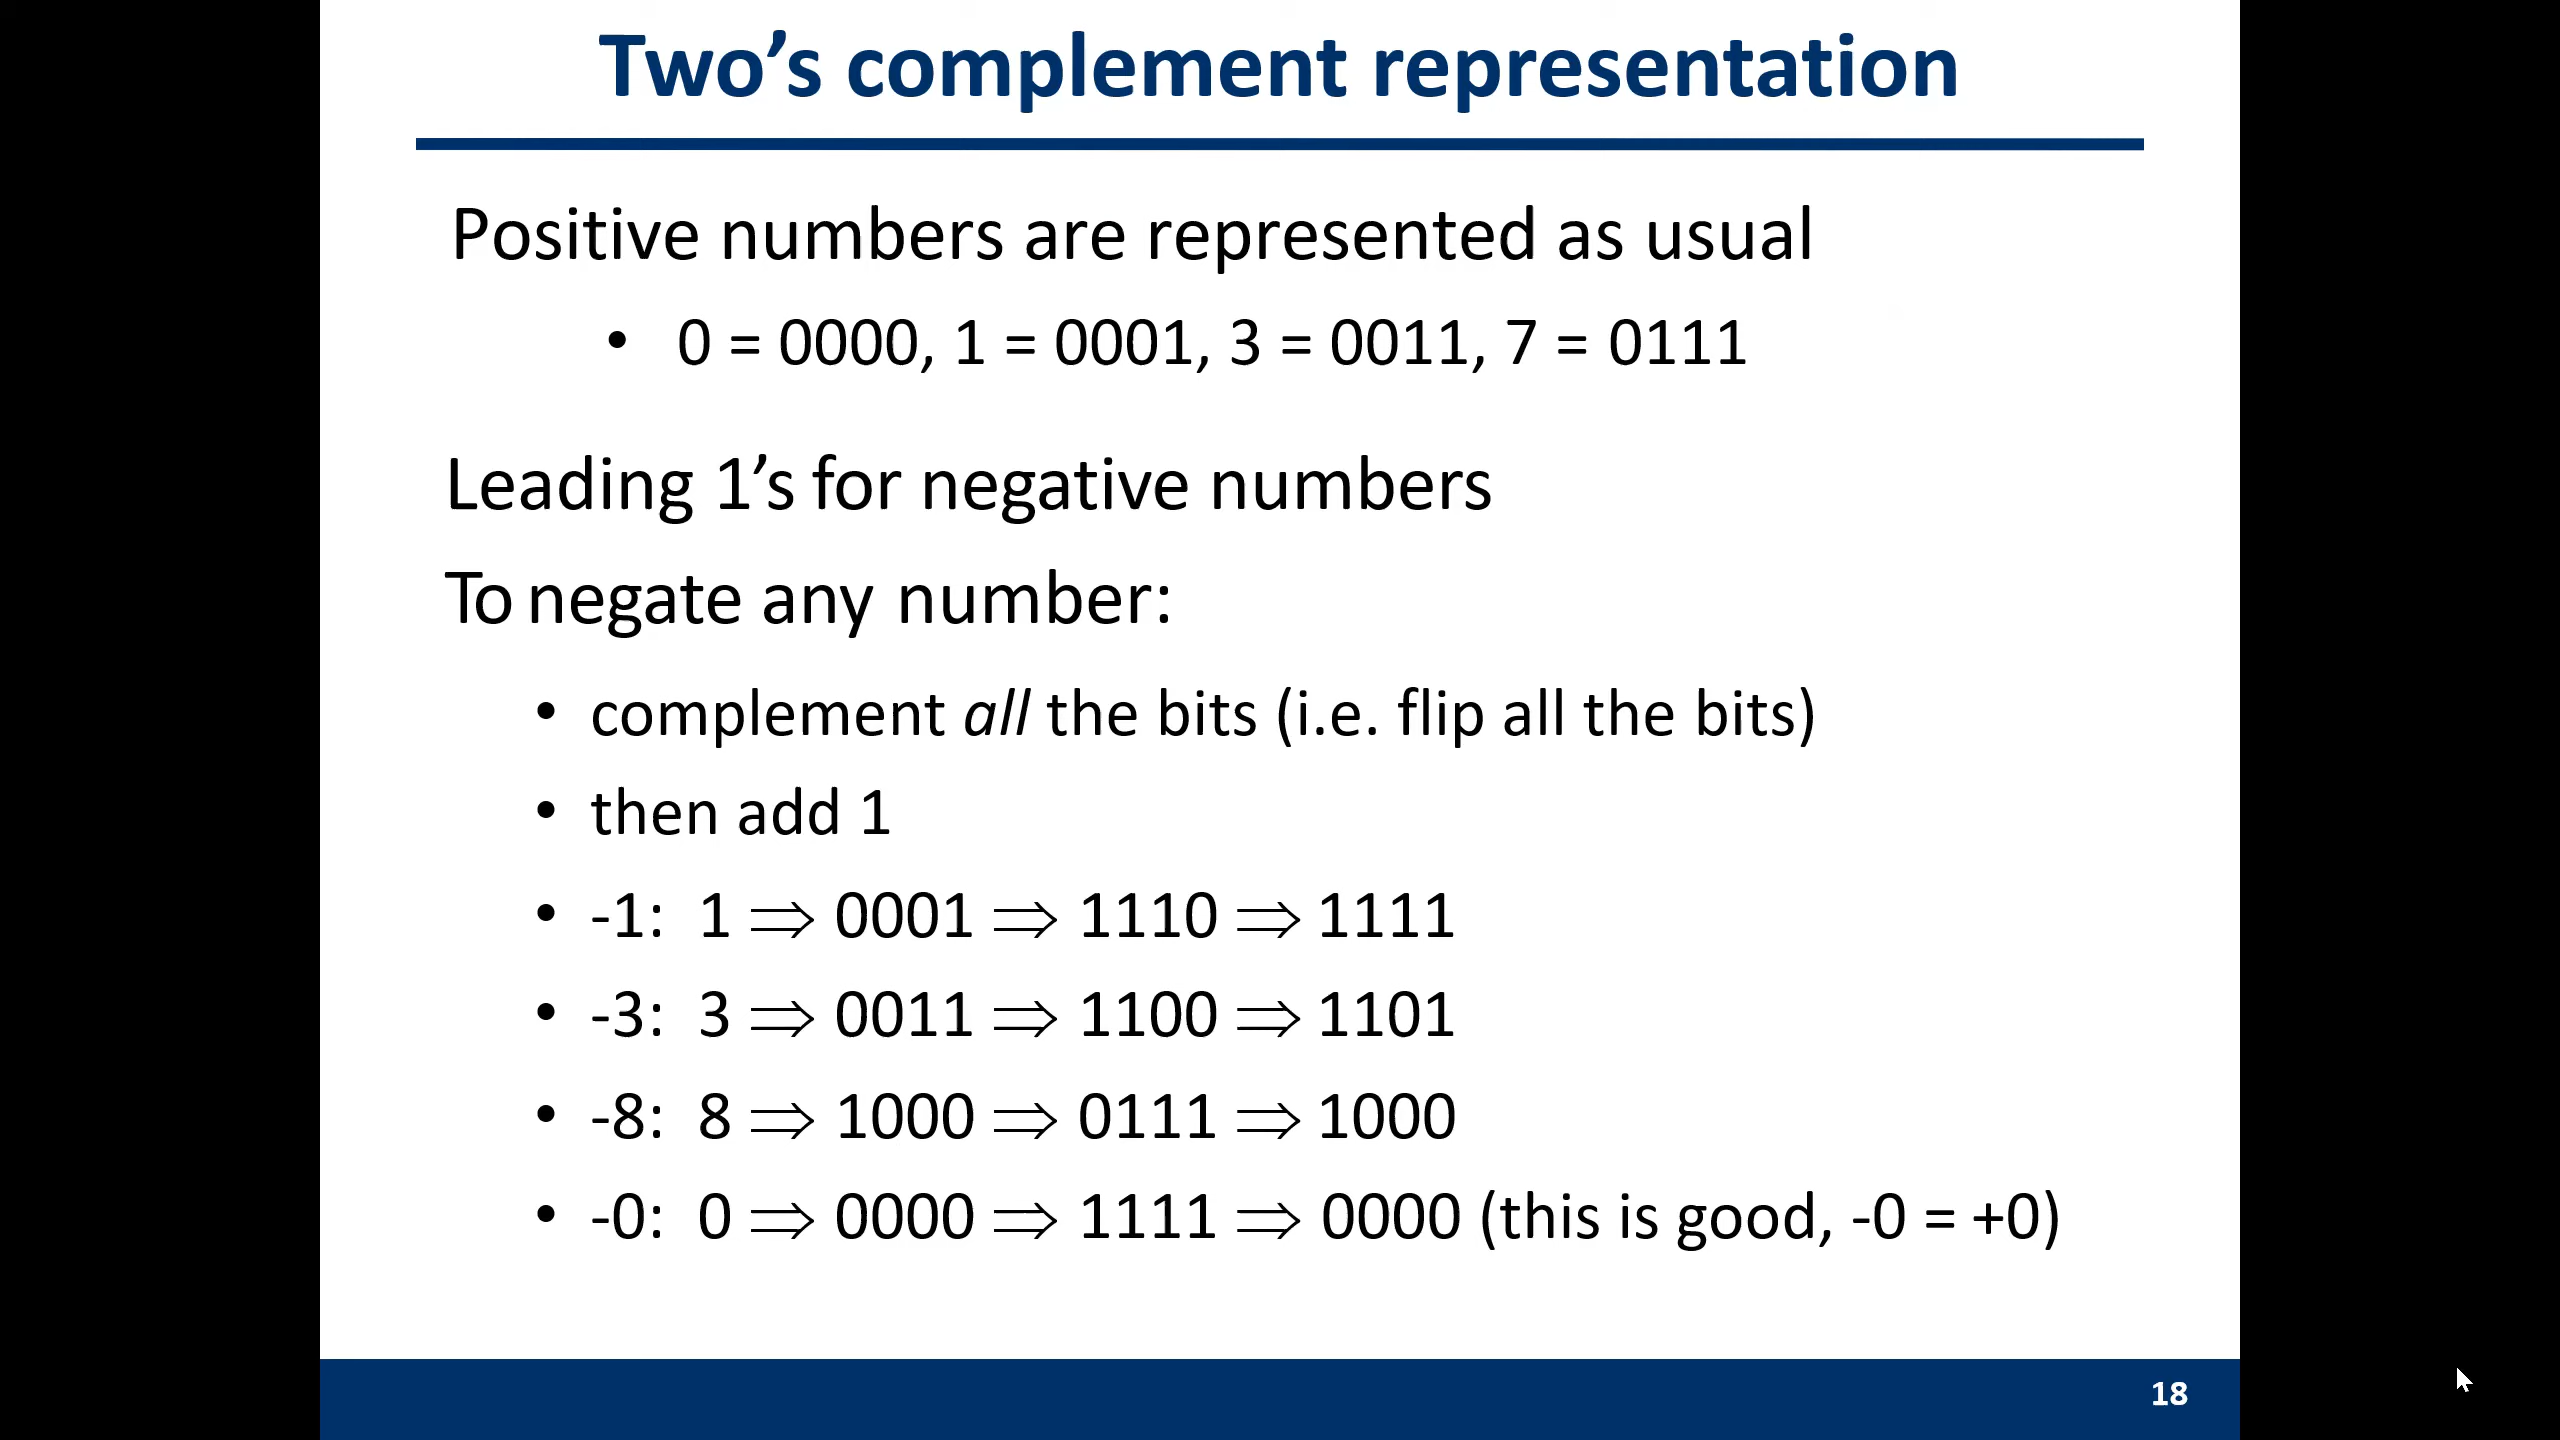 Two’s complement representation
Positive numbers are represented as usual
• 0 = 0000, 1 = 0001, 3 = 0011, 7 = 0111
Leading 1’s for negative numbers
To negate any number:
• complement all the bits (i.e. flip all the bits)
• then add 1
• -1: 1 ⇒ 0001 ⇒ 1110 ⇒ 1111
• -3: 3 ⇒ 0011 ⇒ 1100 ⇒ 1101
• -8: 8 ⇒ 1000 ⇒ 0111 ⇒ 1000
• -0: 0 ⇒ 0000 ⇒ 1111 ⇒ 0000 (this is good, -0 = +0)
18